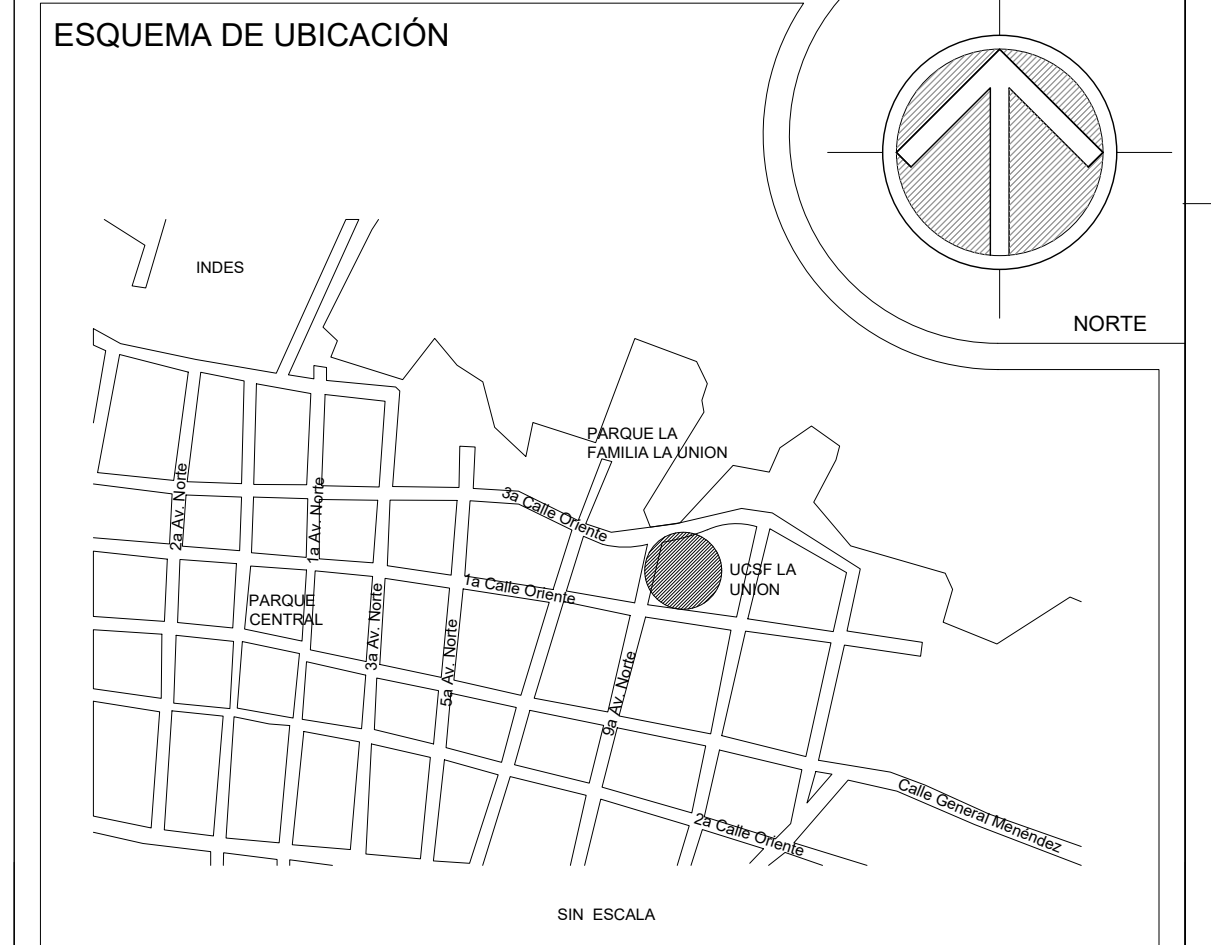 ESQUEMA DE UBICACIÓN
INDES
NORTE
PARQUE LA
FAMILIA LA UNION
2a Av. Norte
1a Av. Norte
3a Calle Oriente
UCSF LA
UNION
1a Calle Oriente
PARQUE
CENTRAL
3a Av. Norte
5a Av. Norte
9a Av. Norte
Calle General Menéndez
2a Calle Oriente
SIN ESCALA